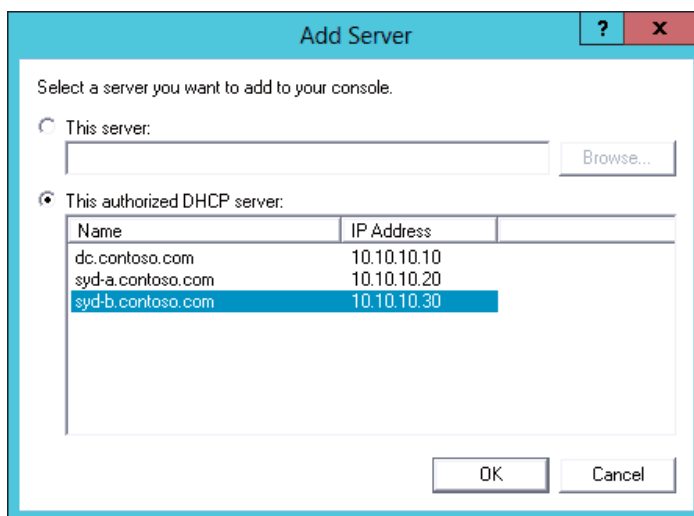 Add Server
?
x
Select a server you want to add to your console.
This server:
Browse...
This authorized DHCP server:
Name IP Address
dc.contoso.com 10.10.10.10
syd-a.contoso.com 10.10.10.20
syd-b.contoso.com 10.10.10.30
OK Cancel